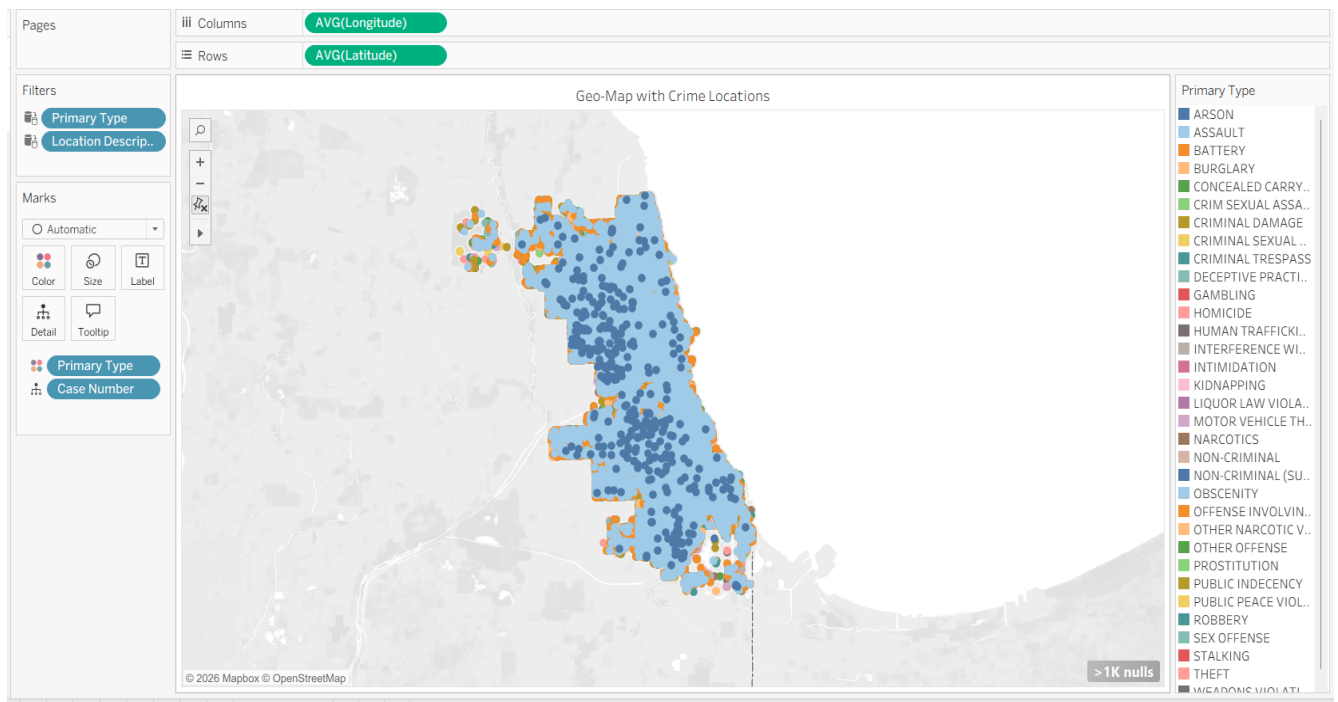 Pages
iii Columns
AVG(Longitude)
Rows
AVG(Latitude)
Filters
Primary Type
Location Descrip..
Marks
Automatic
Color
Size
Label
Detail
Tooltip
Primary Type
Case Number
Geo-Map with Crime Locations
© 2026 Mapbox © OpenStreetMap
>1K nulls
Primary Type
ARSON
ASSAULT
BATTERY
BURGLARY
CONCEALED CARRY..
CRIM SEXUAL ASSA..
CRIMINAL DAMAGE
CRIMINAL SEXUAL ..
CRIMINAL TRESPASS
DECEPTIVE PRACTI..
GAMBLING
HOMICIDE
HUMAN TRAFFICKI..
INTERFERENCE WI..
INTIMIDATION
KIDNAPPING
LIQUOR LAW VIOLA..
MOTOR VEHICLE TH..
NARCOTICS
NON-CRIMINAL
NON-CRIMINAL (SU..
OBSCENITY
OFFENSE INVOLVIN..
OTHER NARCOTIC V..
OTHER OFFENSE
PROSTITUTION
PUBLIC INDECENCY
PUBLIC PEACE VIOL..
ROBBERY
SEX OFFENSE
STALKING
THEFT
WEAPONS VIOLATI..